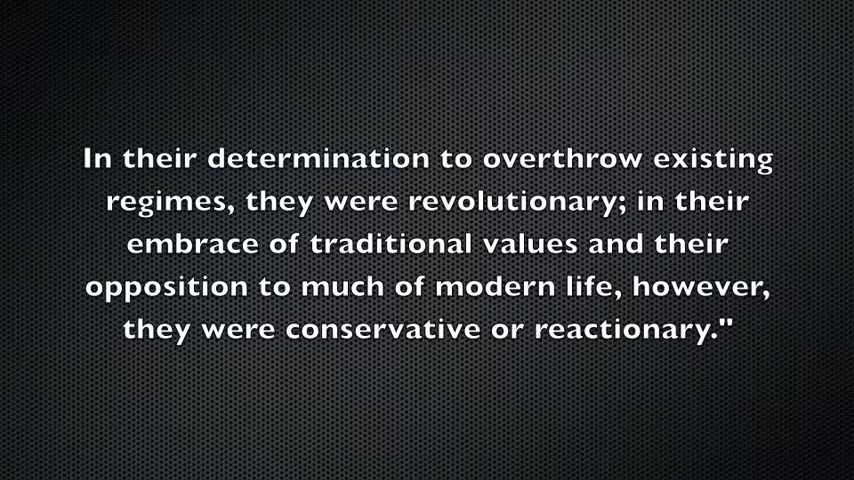 In their determination to overthrow existing
regimes, they were revolutionary; in their
embrace of traditional values and their
opposition to much of modern life, however,
they were conservative or reactionary."